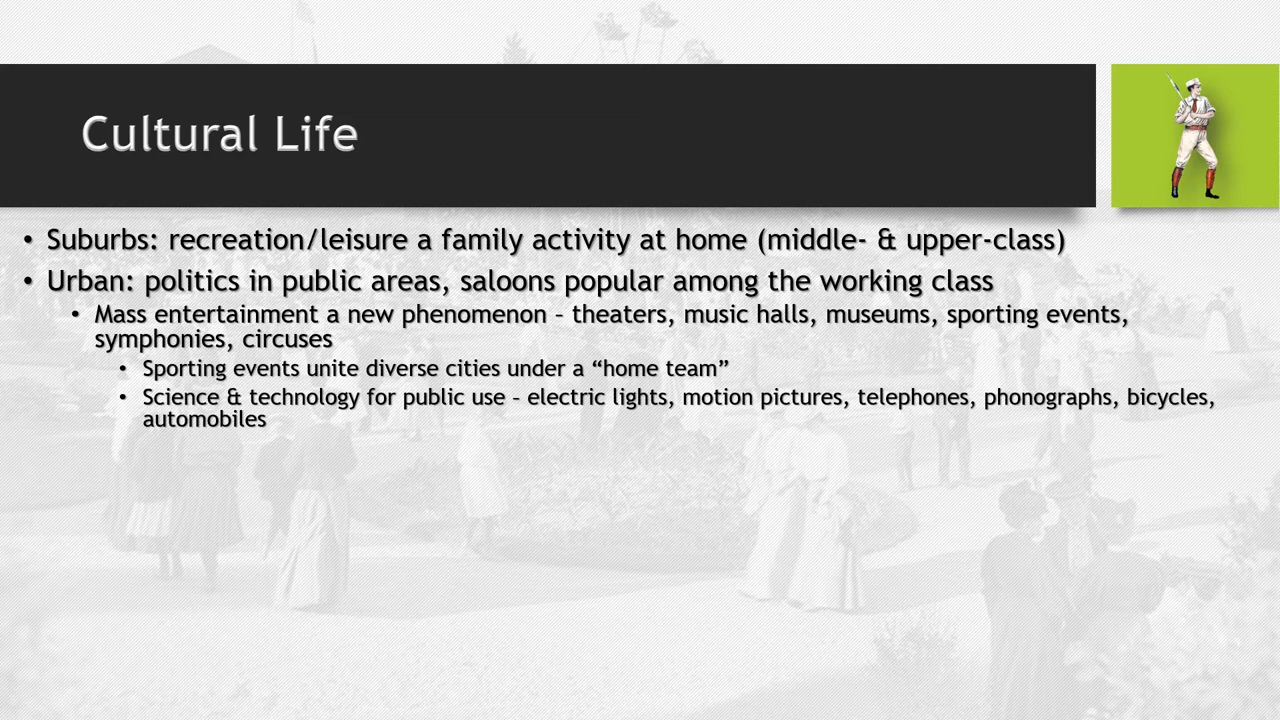 Cultural Life
• Suburbs: recreation/leisure a family activity at home (middle- & upper-class)
• Urban: politics in public areas, saloons popular among the working class
• Mass entertainment a new phenomenon – theaters, music halls, museums, sporting events,
symphonies, circuses
• Sporting events unite diverse cities under a “home team”
• Science & technology for public use – electric lights, motion pictures, telephones, phonographs, bicycles,
automobiles